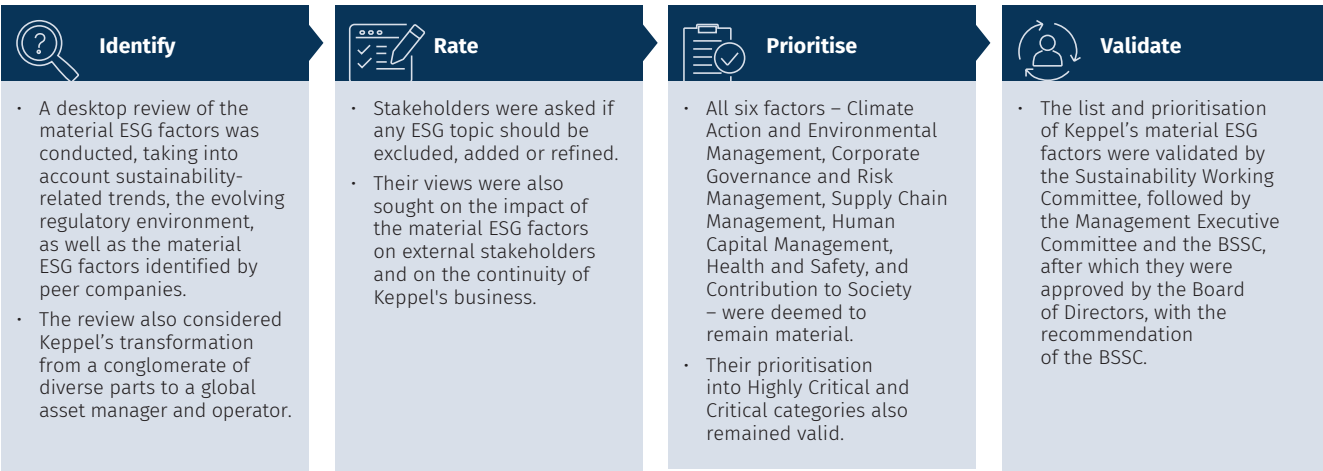 Identify
· A desktop review of the
material ESG factors was
conducted, taking into
account sustainability-
related trends, the evolving
regulatory environment,
as well as the material
ESG factors identified by
peer companies.
· The review also considered
Keppel’s transformation
from a conglomerate of
diverse parts to a global
asset manager and operator.
Rate
· Stakeholders were asked if
any ESG topic should be
excluded, added or refined.
· Their views were also
sought on the impact of
the material ESG factors
on external stakeholders
and on the continuity of
Keppel's business.
Prioritise
· All six factors – Climate
Action and Environmental
Management, Corporate
Governance and Risk
Management, Supply Chain
Management, Human
Capital Management,
Health and Safety, and
Contribution to Society
– were deemed to
remain material.
· Their prioritisation
into Highly Critical and
Critical categories also
remained valid.
Validate
· The list and prioritisation
of Keppel’s material ESG
factors were validated by
the Sustainability Working
Committee, followed by
the Management Executive
Committee and the BSSC,
after which they were
approved by the Board
of Directors, with the
recommendation
of the BSSC.